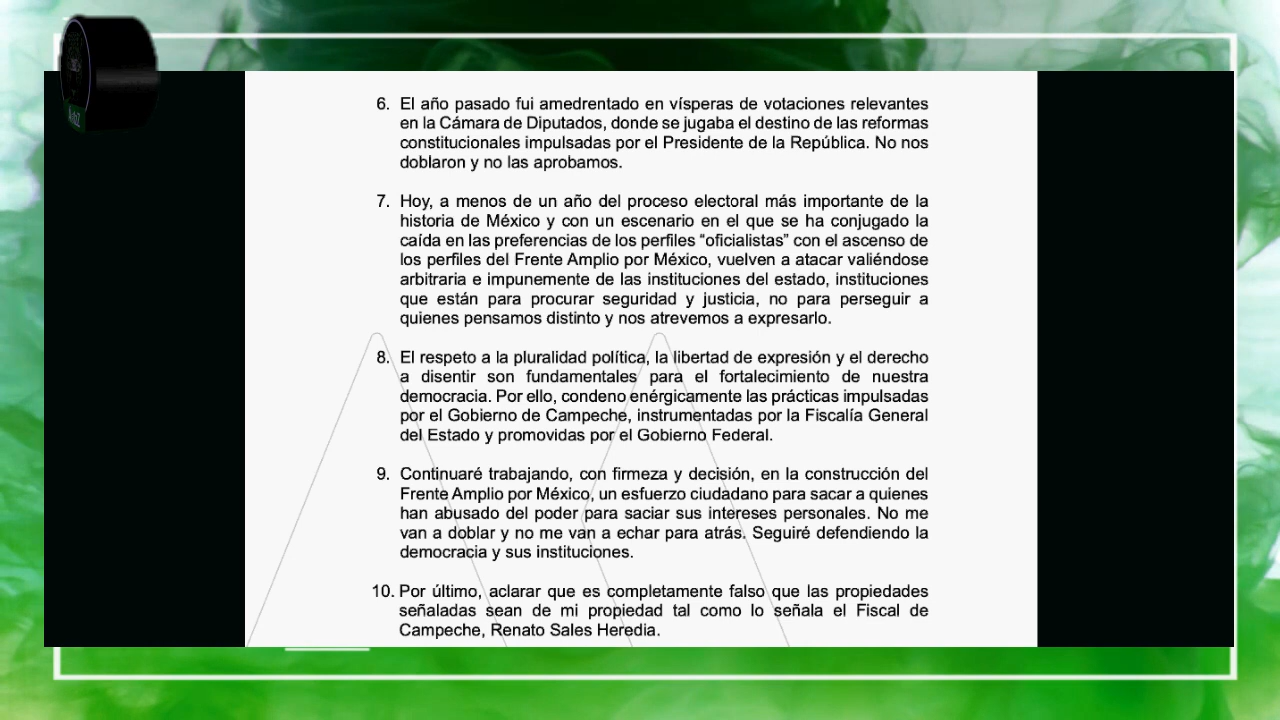 6. El año pasado fui amedrentado en vísperas de votaciones relevantes
en la Cámara de Diputados, donde se jugaba el destino de las reformas
constitucionales impulsadas por el Presidente de la República. No nos
doblaron y no las aprobamos.
7. Hoy, a menos de un año del proceso electoral más importante de la
historia de México y con un escenario en el que se ha conjugado la
caída en las preferencias de los perfiles “oficialistas” con el ascenso de
los perfiles del Frente Amplio por México, vuelven a atacar valiéndose
arbitraria e impunemente de las instituciones del estado, instituciones
que están para procurar seguridad y justicia, no para perseguir a
quienes pensamos distinto y nos atrevemos a expresarlo.
8. El respeto a la pluralidad política, la libertad de expresión y el derecho
a disentir son fundamentales para el fortalecimiento de nuestra
democracia. Por ello, condeno enérgicamente las prácticas impulsadas
por el Gobierno de Campeche, instrumentadas por la Fiscalía General
del Estado y promovidas por el Gobierno Federal.
9. Continuaré trabajando, con firmeza y decisión, en la construcción del
Frente Amplio por México, un esfuerzo ciudadano para sacar a quienes
han abusado del poder para saciar sus intereses personales. No me
van a doblar y no me van a echar para atrás. Seguiré defendiendo la
democracia y sus instituciones.
10. Por último, aclarar que es completamente falso que las propiedades
señaladas sean de mi propiedad tal como lo señala el Fiscal de
Campeche, Renato Sales Heredia.